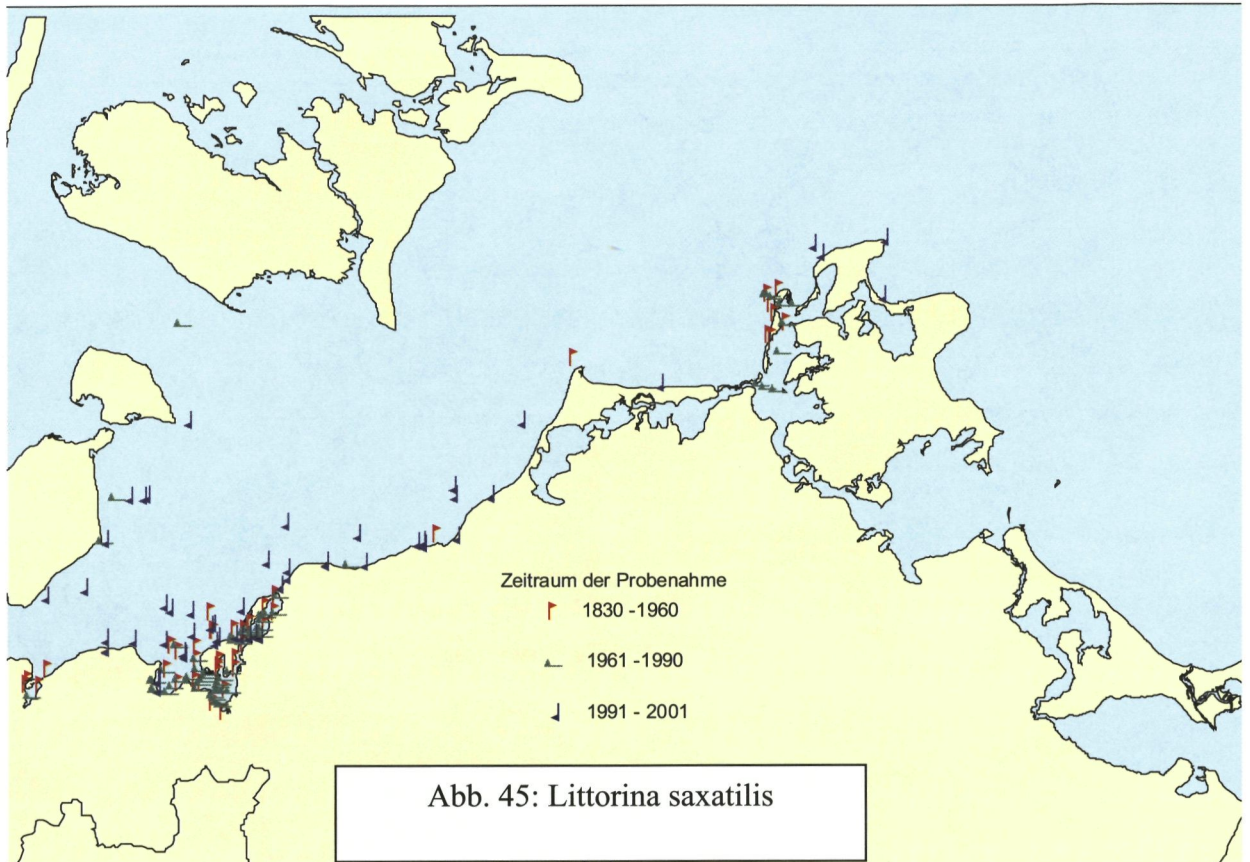 Zeitraum der Probenahme
1830 -1960
1961 -1990
1991 - 2001
Abb. 45: Littorina saxatilis